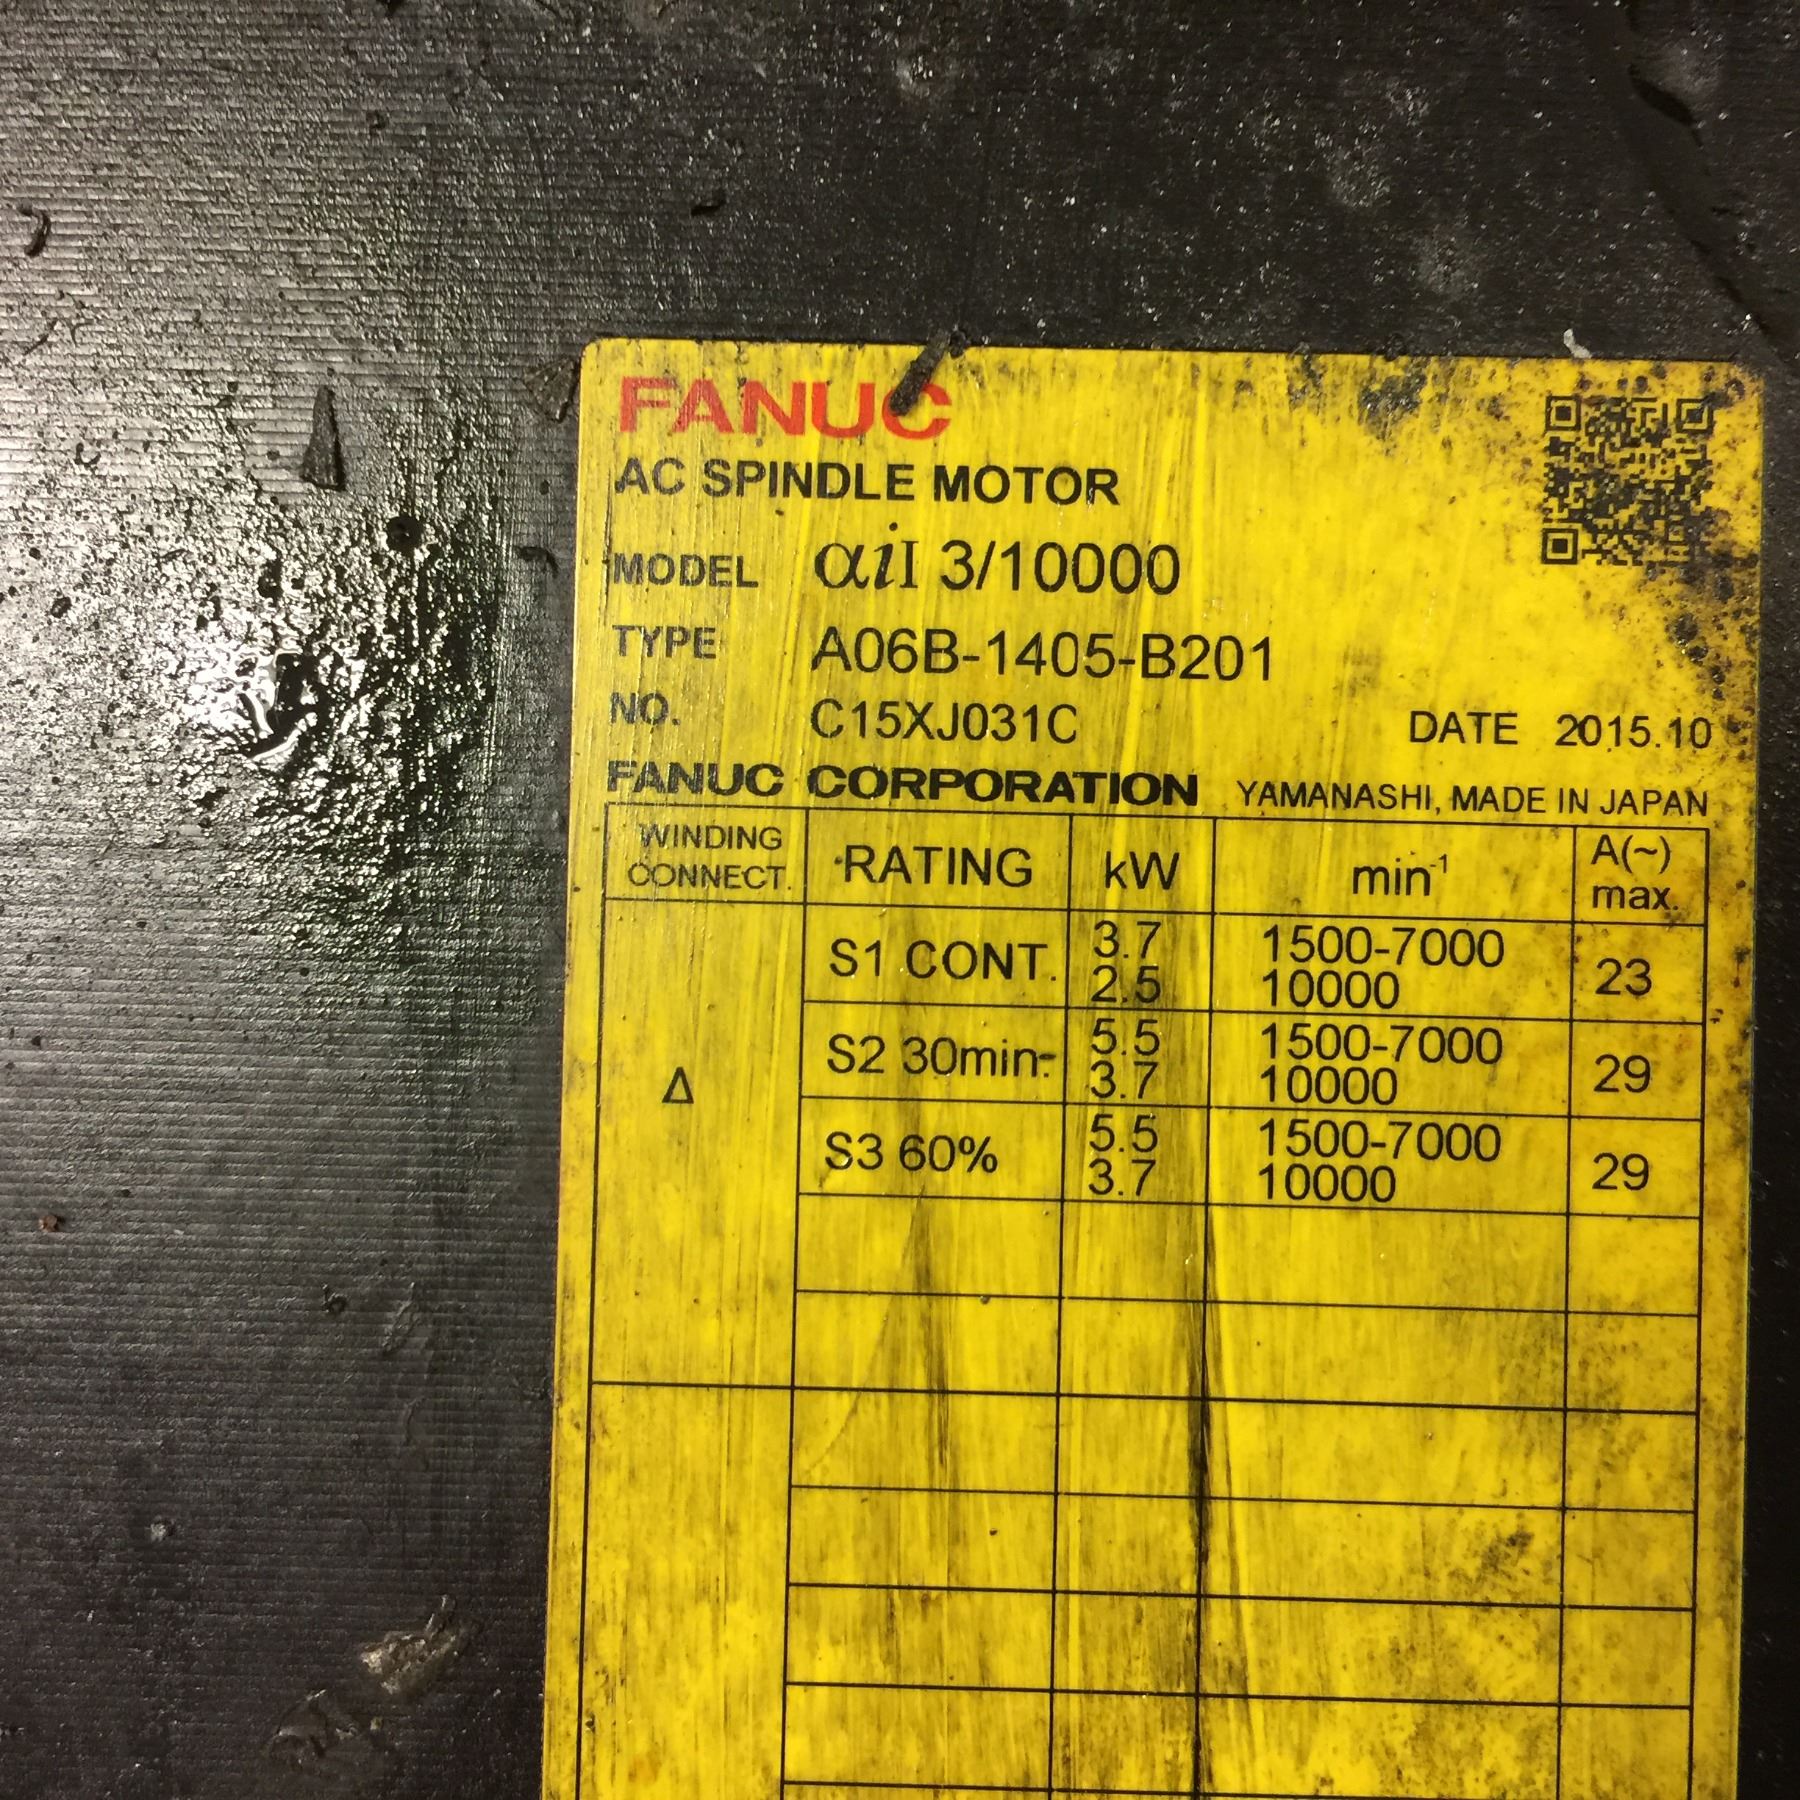 FANUC
AC SPINDLE MOTOR
MODEL αiI 3/10000
TYPE A06B-1405-B201
NO. C15XJ031C DATE 2015.10
FANUC CORPORATION YAMANASHI, MADE IN JAPAN
WINDING CONNECT. RATING kW min⁻¹ A(~) max.
Δ
S1 CONT. 3.7 1500-7000 23
2.5 10000
S2 30min. 5.5 1500-7000 29
3.7 10000
S3 60% 5.5 1500-7000 29
3.7 10000